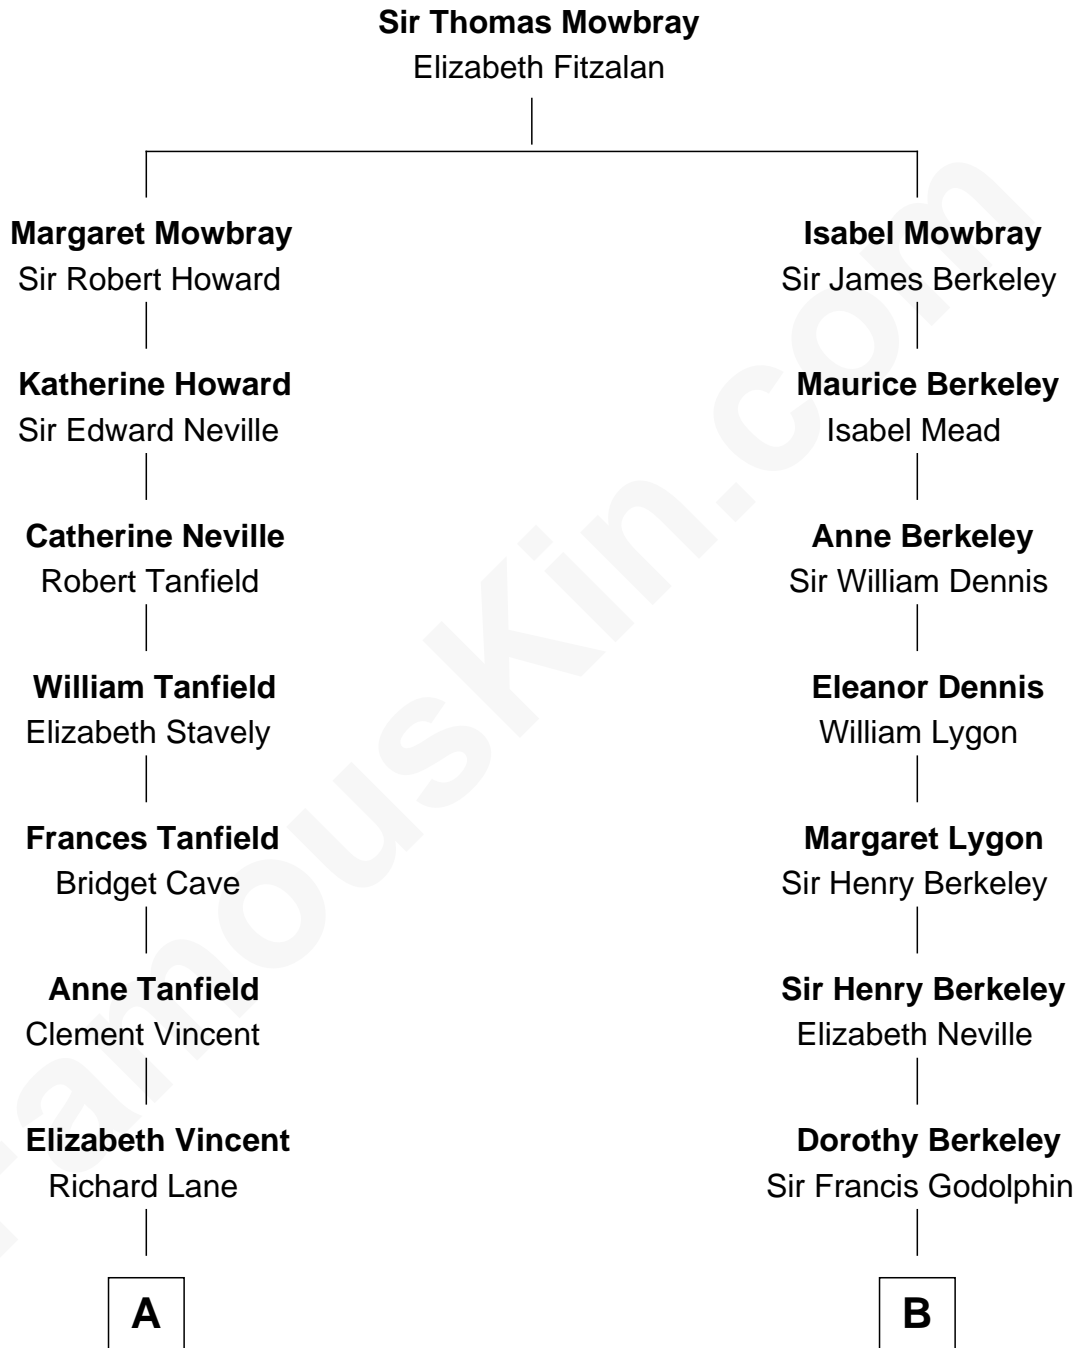 Sir Thomas Mowbray
Elizabeth Fitzalan
Margaret Mowbray
Sir Robert Howard
Isabel Mowbray
Sir James Berkeley
Katherine Howard
Sir Edward Neville
Maurice Berkeley
Isabel Mead
Catherine Neville
Robert Tanfield
Anne Berkeley
Sir William Dennis
William Tanfield
Elizabeth Stavely
Eleanor Dennis
William Lygon
Frances Tanfield
Bridget Cave
Margaret Lygon
Sir Henry Berkeley
Anne Tanfield
Clement Vincent
Sir Henry Berkeley
Elizabeth Neville
Elizabeth Vincent
Richard Lane
Dorothy Berkeley
Sir Francis Godolphin
A
B
FamousKin.com